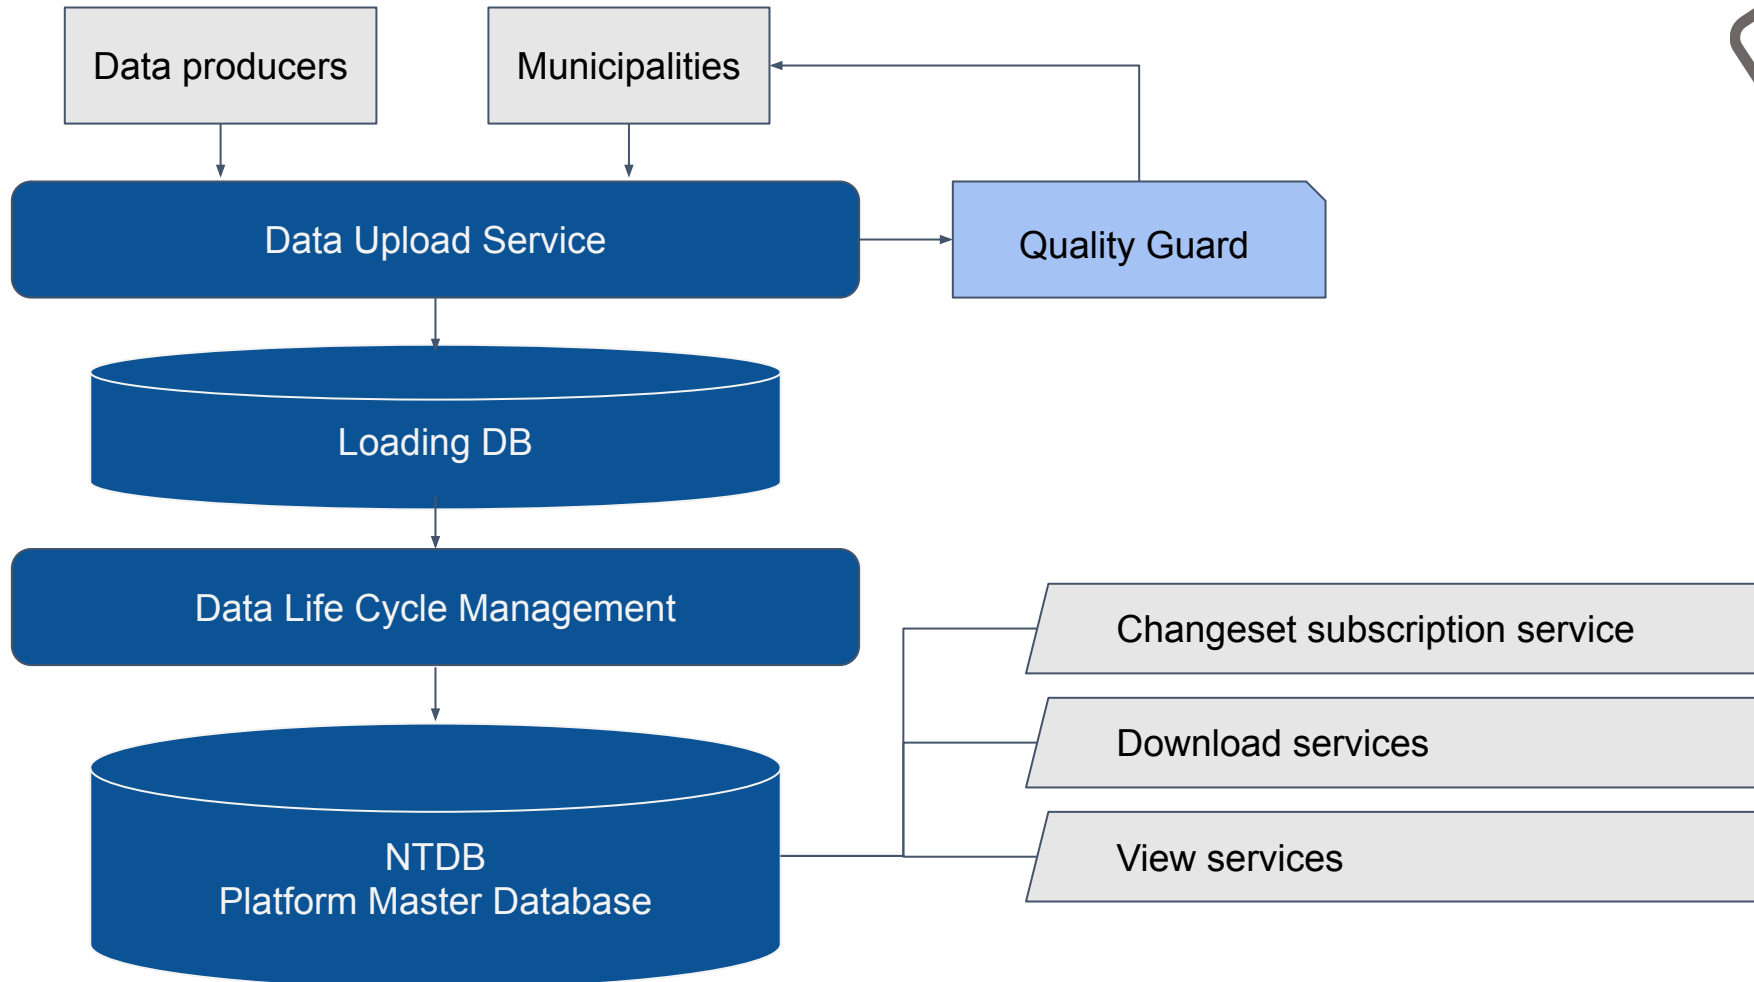 Data producers
Municipalities
Data Upload Service
Quality Guard
Loading DB
Data Life Cycle Management
Changeset subscription service
Download services
View services
NTDB
Platform Master Database